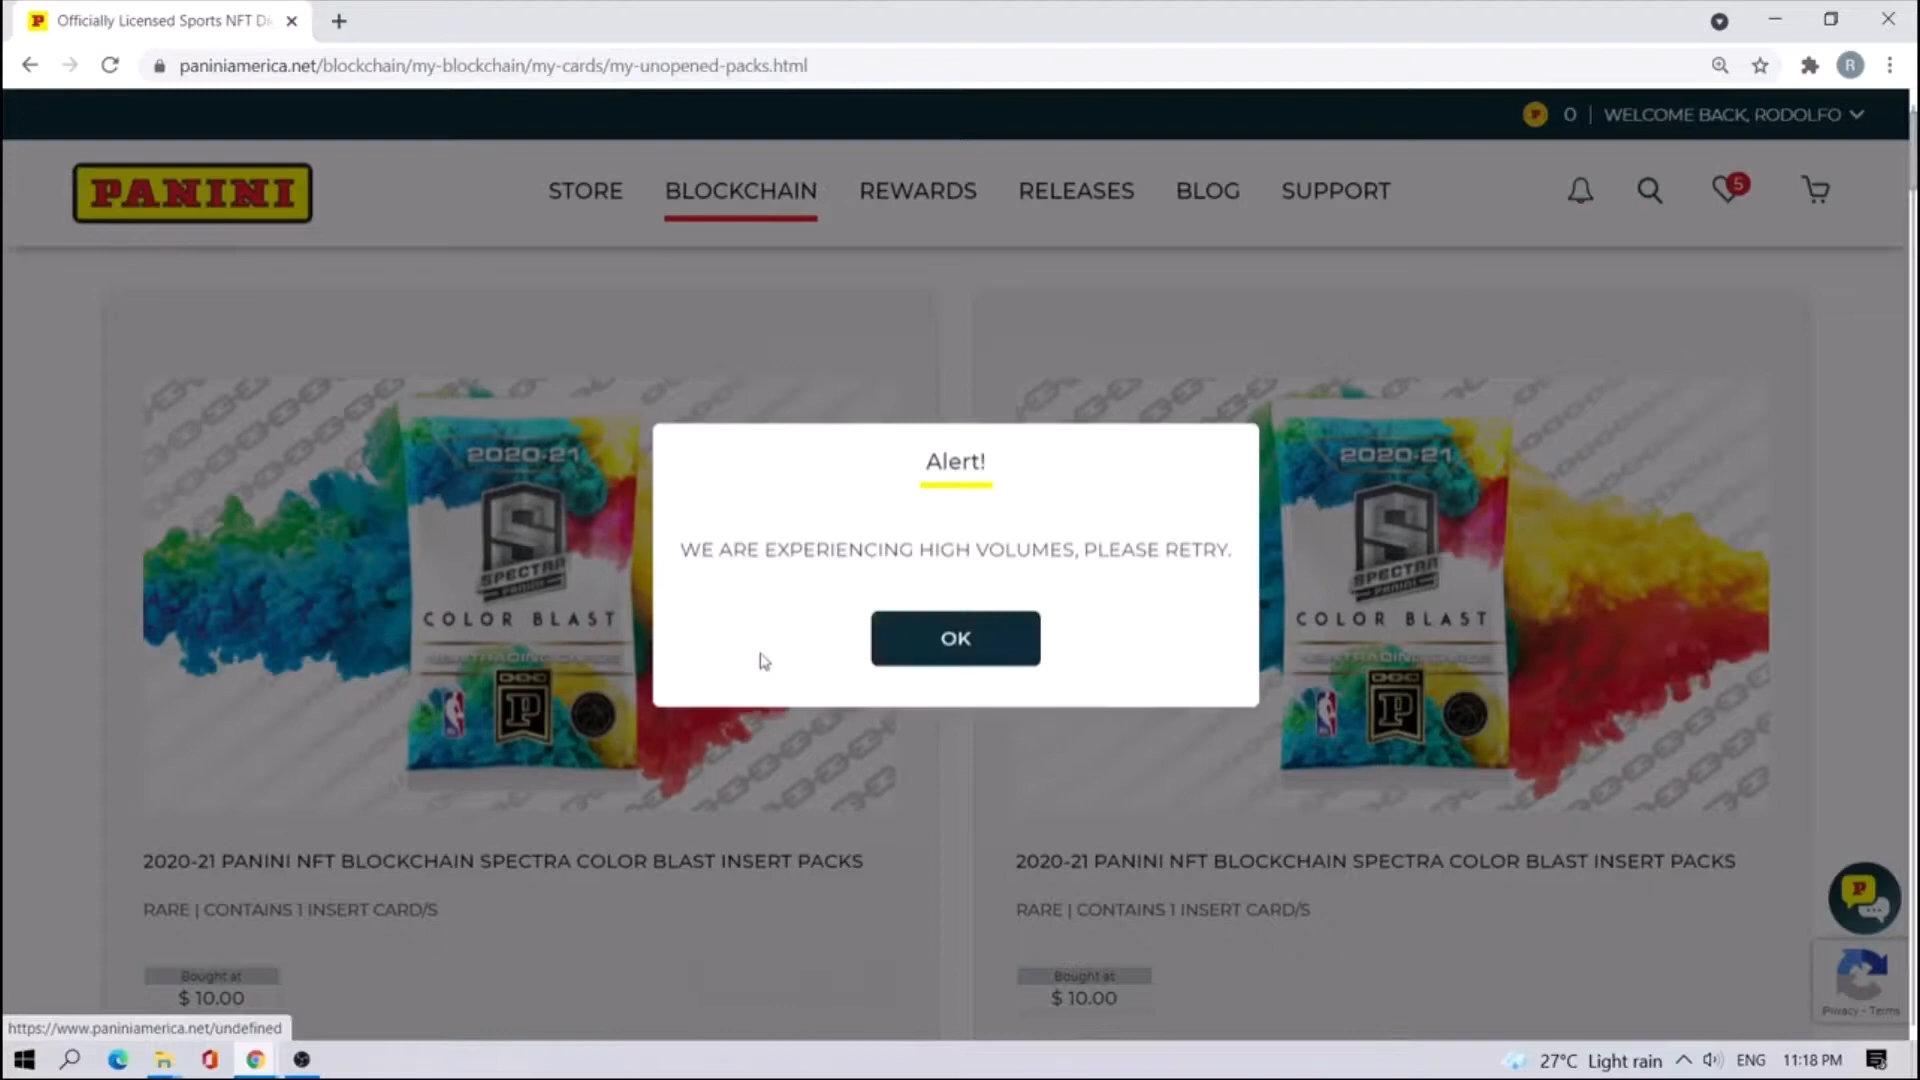 Officially Licensed Sports NFT Di
paniniamerica.net/blockchain/my-blockchain/my-cards/my-unopened-packs.html
R
P 0 | WELCOME BACK, RODOLFO
PANINI
STORE BLOCKCHAIN REWARDS RELEASES BLOG SUPPORT
5
2020-21
SPECTRA
PANINI
COLOR BLAST
P
2020-21
SPECTRA
PANINI
COLOR BLAST
P
Alert!
WE ARE EXPERIENCING HIGH VOLUMES, PLEASE RETRY.
OK
2020-21 PANINI NFT BLOCKCHAIN SPECTRA COLOR BLAST INSERT PACKS
RARE | CONTAINS 1 INSERT CARD/S
Bought at
$ 10.00
2020-21 PANINI NFT BLOCKCHAIN SPECTRA COLOR BLAST INSERT PACKS
RARE | CONTAINS 1 INSERT CARD/S
Bought at
$ 10.00
P
Privacy - Terms
https://www.paniniamerica.net/undefined
27°C Light rain ENG 11:18 PM